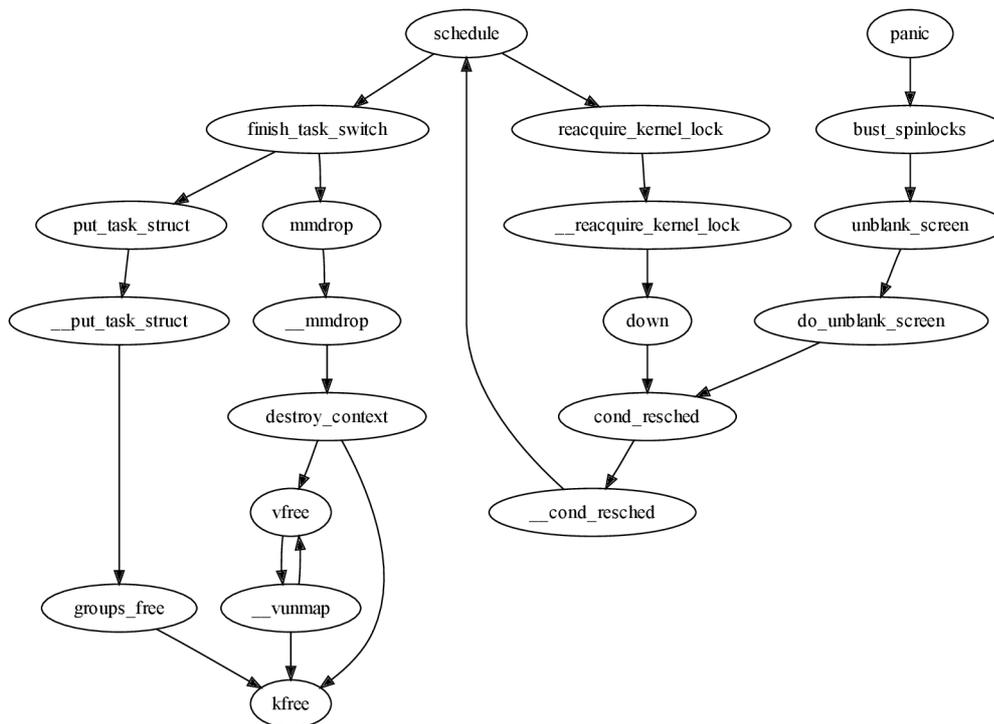 schedule
panic
finish_task_switch
reacquire_kernel_lock
bust_spinlocks
put_task_struct
mmdrop
__reacquire_kernel_lock
unblank_screen
__put_task_struct
__mmdrop
down
do_unblank_screen
destroy_context
cond_resched
vfree
__cond_resched
groups_free
__vunmap
kfree